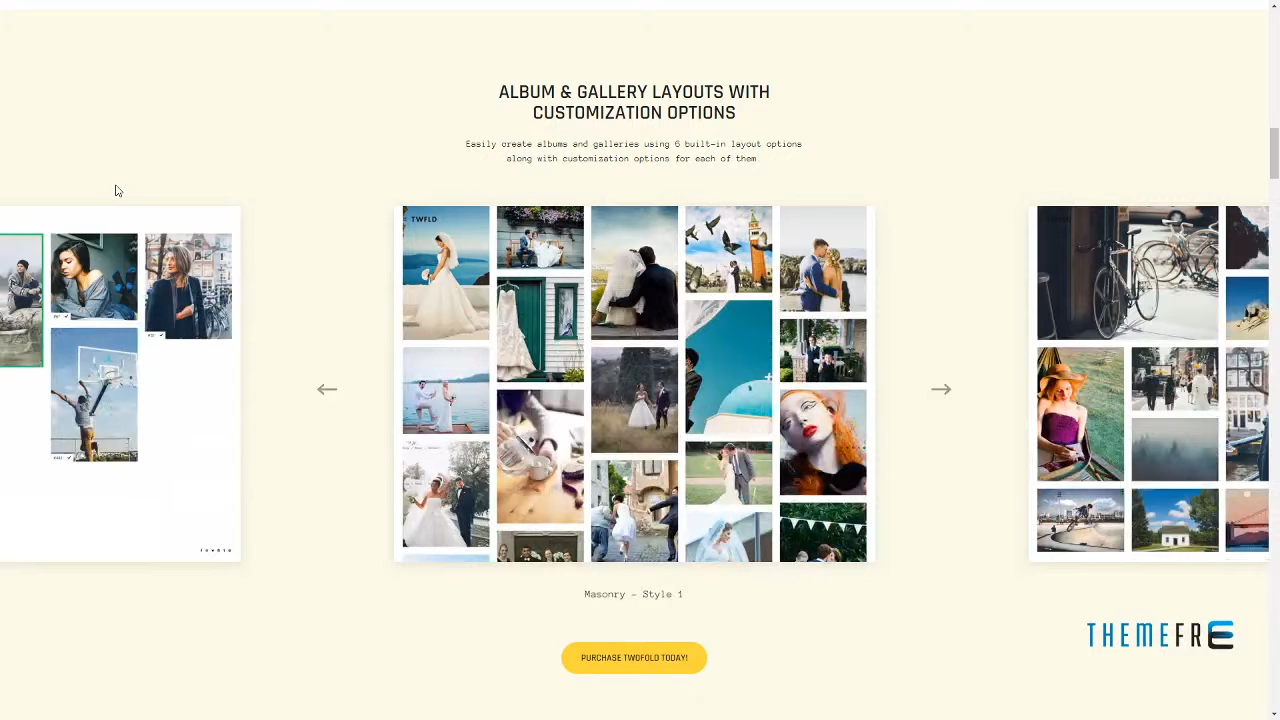 ALBUM & GALLERY LAYOUTS WITH
CUSTOMIZATION OPTIONS
Easily create albums and galleries using 6 built-in layout options
along with customization options for each of them.
TWFLD
Masonry - Style 1
PURCHASE TWOFOLD TODAY!
THEMEFRE